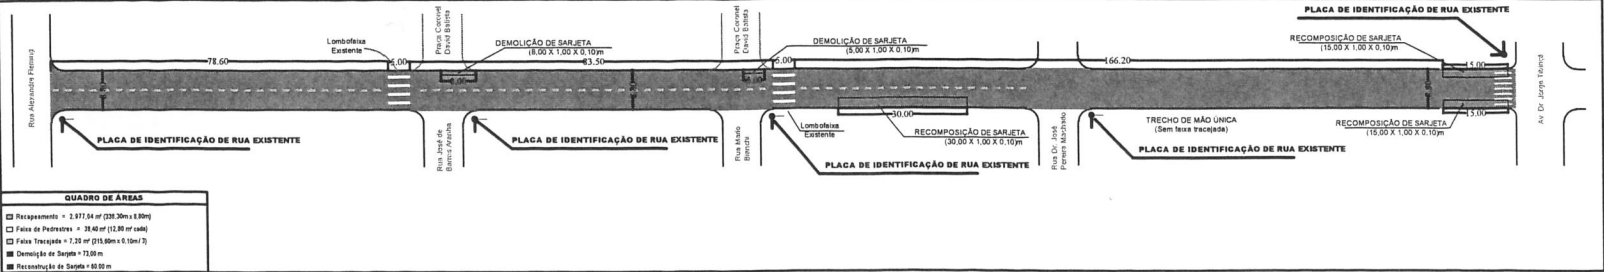 PLACA DE IDENTIFICAÇÃO DE RUA EXISTENTE
Rua Alexandre Fleming
78.60
Lombofaixa
Existente
5.00
Praça Coronel
David Batista
DEMOLIÇÃO DE SARJETA
(8,00 X 1,00 X 0,10)m
83.50
Praça Coronel
David Batista
DEMOLIÇÃO DE SARJETA
(5,00 X 1,00 X 0,10)m
5.00
166.20
RECOMPOSIÇÃO DE SARJETA
(15,00 X 1,00 X 0,10)m
15.00
Av. Dr. Jorge Tibiriçá
30.00
15.00
PLACA DE IDENTIFICAÇÃO DE RUA EXISTENTE
Rua José de
Barros Aranha
PLACA DE IDENTIFICAÇÃO DE RUA EXISTENTE
Rua Mario
Lombofaixa
Existente
RECOMPOSIÇÃO DE SARJETA
(30,00 X 1,00 X 0,10)m
PLACA DE IDENTIFICAÇÃO DE RUA EXISTENTE
Rua Dr. José
Pereira Machado
TRECHO DE MÃO ÚNICA
(Sem faixa tracejada)
PLACA DE IDENTIFICAÇÃO DE RUA EXISTENTE
RECOMPOSIÇÃO DE SARJETA
(15,00 X 1,00 X 0,10)m
QUADRO DE ÁREAS
Recapeamento = 2.977,04 m² (338,30m x 8,80m)
Faixa de Pedrestres = 38,40 m² (12,80 m² cada)
Faixa Tracejada = 7,20 m² (215,60m x 0,10m / 3)
Demolição de Sarjeta = 73,00 m
Reconstrução de Sarjeta = 60,00 m